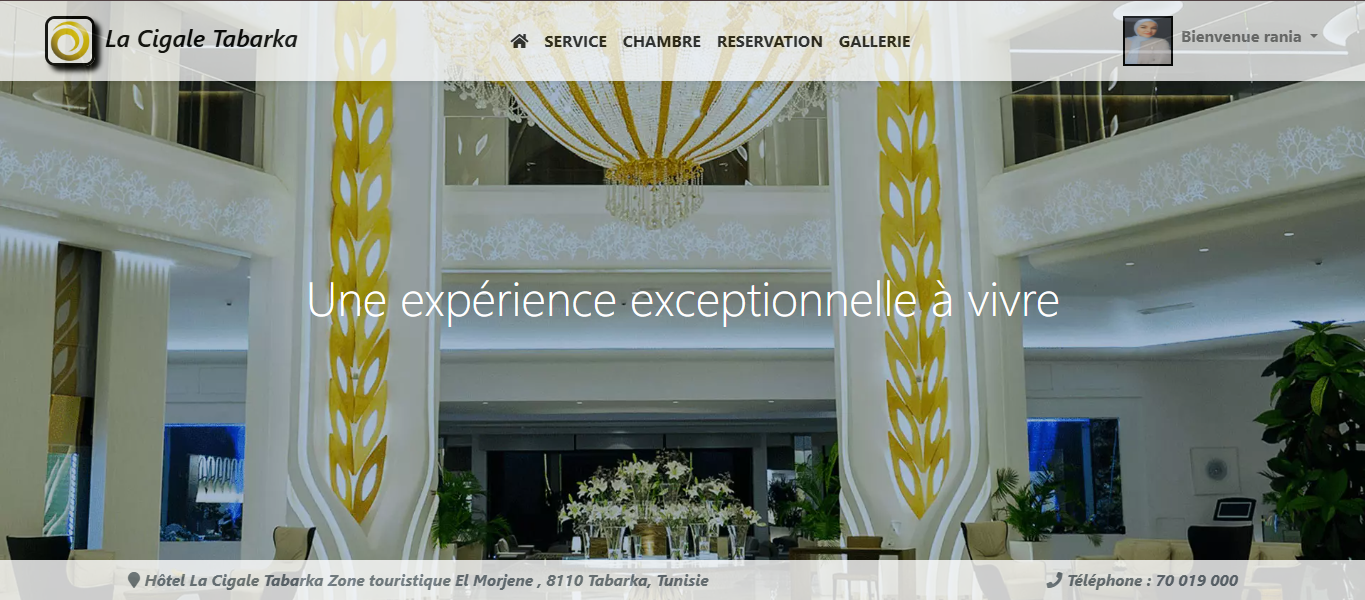 La Cigale Tabarka
SERVICE CHAMBRE RESERVATION GALLERIE
Bienvenue rania
Une expérience exceptionnelle à vivre
Hôtel La Cigale Tabarka Zone touristique El Morjene , 8110 Tabarka, Tunisie
Téléphone : 70 019 000